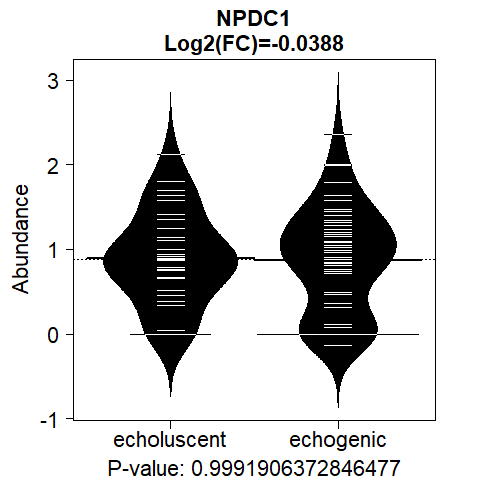 NPDC1
Log2(FC)=-0.0388
Abundance
3
2
1
0
-1
echoluscent echogenic
P-value: 0.9991906372846477